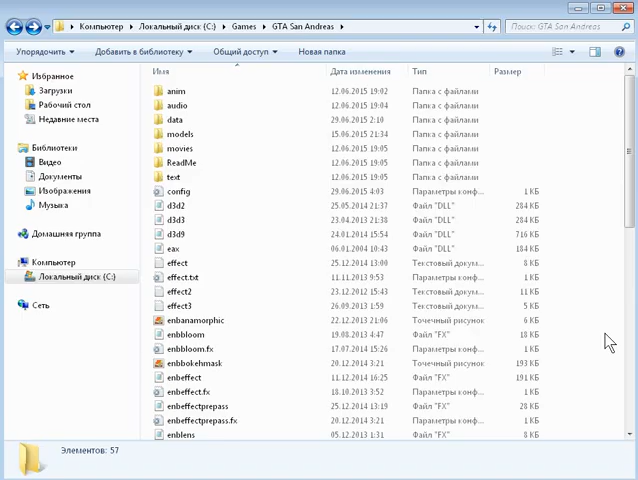 Компьютер ▸ Локальный диск (C:) ▸ Games ▸ GTA San Andreas ▸ Поиск: GTA San Andreas
Упорядочить Добавить в библиотеку Общий доступ Новая папка
Избранное
Загрузки
Рабочий стол
Недавние места
Библиотеки
Видео
Документы
Изображения
Музыка
Домашняя группа
Компьютер
Локальный диск (C:)
Сеть
Имя Дата изменения Тип Размер
anim 12.06.2015 19:02 Папка с файлами
audio 12.06.2015 19:04 Папка с файлами
data 29.06.2015 2:10 Папка с файлами
models 15.06.2015 21:34 Папка с файлами
movies 12.06.2015 19:05 Папка с файлами
ReadMe 12.06.2015 19:05 Папка с файлами
text 12.06.2015 19:05 Папка с файлами
config 29.06.2015 4:03 Параметры конф... 1 КБ
d3d2 25.05.2014 21:37 Файл "DLL" 284 КБ
d3d3 23.04.2013 21:38 Файл "DLL" 284 КБ
d3d9 24.01.2014 15:54 Файл "DLL" 716 КБ
eax 06.01.2004 10:43 Файл "DLL" 184 КБ
effect 25.12.2014 13:00 Текстовый докум... 8 КБ
effect.txt 11.11.2013 9:53 Параметры конф... 1 КБ
effect2 23.12.2012 15:43 Текстовый докум... 11 КБ
effect3 26.09.2013 1:59 Текстовый докум... 5 КБ
enbanamorphic 22.12.2013 21:06 Точечный рисунок 6 КБ
enbbloom 19.08.2013 4:47 Файл "FX" 18 КБ
enbbloom.fx 17.07.2014 15:26 Параметры конф... 1 КБ
enbbokehmask 20.12.2014 3:21 Точечный рисунок 193 КБ
enbeffect 11.12.2014 16:25 Файл "FX" 191 КБ
enbeffect.fx 18.10.2013 3:52 Параметры конф... 1 КБ
enbeffectprepass 25.12.2014 13:19 Файл "FX" 28 КБ
enbeffectprepass.fx 20.12.2014 3:21 Параметры конф... 1 КБ
enblens 05.12.2013 1:31 Файл "FX" 8 КБ
Элементов: 57